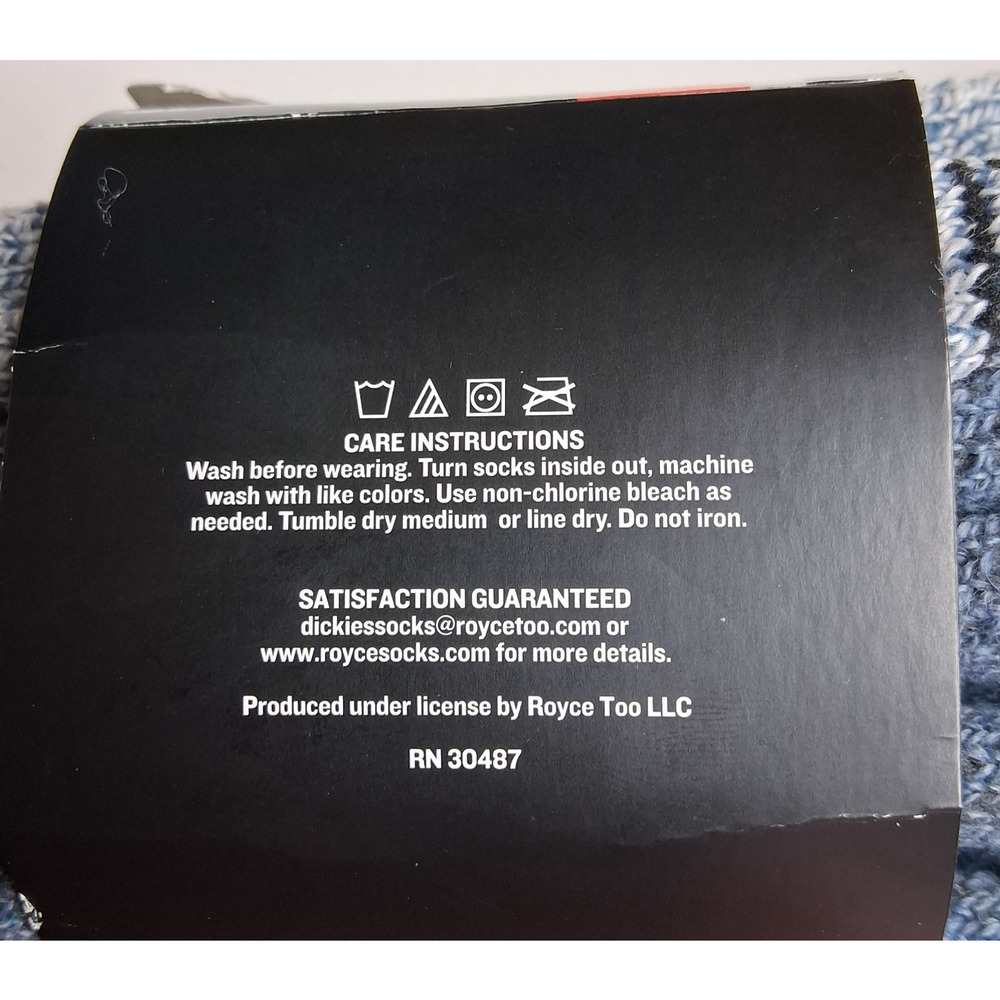 CARE INSTRUCTIONS
Wash before wearing. Turn socks inside out, machine
wash with like colors. Use non-chlorine bleach as
needed. Tumble dry medium or line dry. Do not iron.
SATISFACTION GUARANTEED
dickiessocks@roycetoo.com or
www.roycesocks.com for more details.
Produced under license by Royce Too LLC
RN 30487